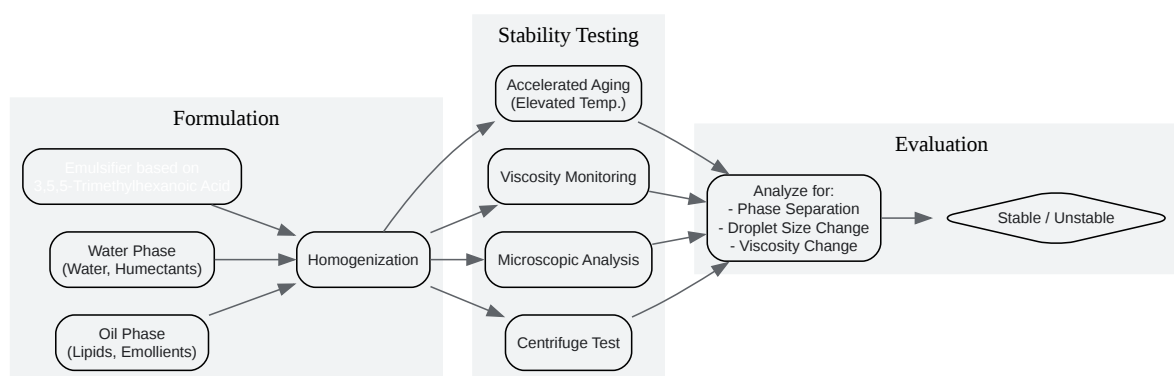 Formulation
Emulsifier based on
3,5,5-Trimethylhexanoic Acid
Water Phase
(Water, Humectants)
Oil Phase
(Lipids, Emollients)
Homogenization
Stability Testing
Accelerated Aging
(Elevated Temp.)
Viscosity Monitoring
Microscopic Analysis
Centrifuge Test
Evaluation
Analyze for:
- Phase Separation
- Droplet Size Change
- Viscosity Change
Stable / Unstable